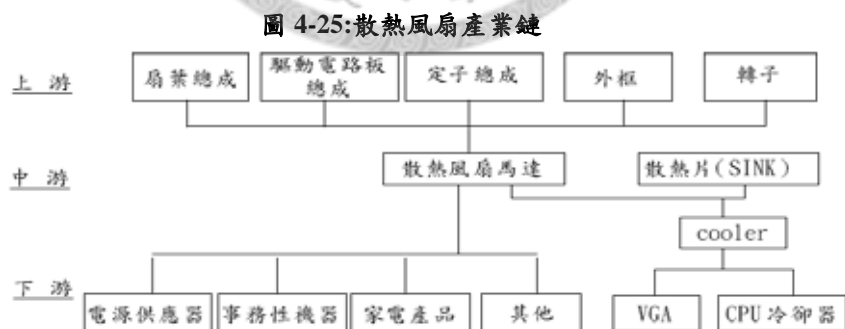 圖 4-25:散熱風扇產業鏈
上 游
扇葉總成
驅動電路板
總成
定子總成
外框
轉子
中 游
散熱風扇馬達
散熱片(SINK)
cooler
下 游
電源供應器
事務性機器
家電產品
其他
VGA
CPU冷卻器